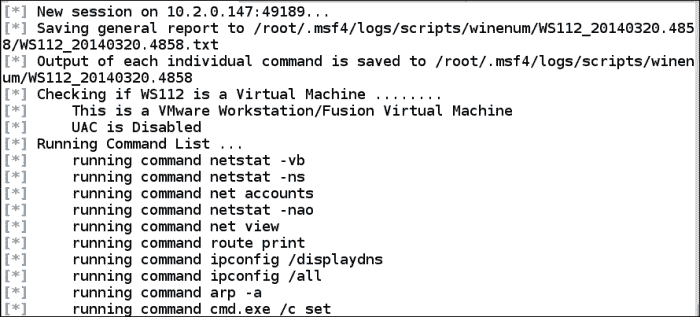 [*] New session on 10.2.0.147:49189...
[*] Saving general report to /root/.msf4/logs/scripts/winenum/WS112_20140320.485
8/WS112_20140320.4858.txt
[*] Output of each individual command is saved to /root/.msf4/logs/scripts/winen
um/WS112_20140320.4858
[*] Checking if WS112 is a Virtual Machine ........
[*]     This is a VMware Workstation/Fusion Virtual Machine
[*]     UAC is Disabled
[*] Running Command List ...
[*]     running command netstat -vb
[*]     running command netstat -ns
[*]     running command net accounts
[*]     running command netstat -nao
[*]     running command net view
[*]     running command route print
[*]     running command ipconfig /displaydns
[*]     running command ipconfig /all
[*]     running command arp -a
[*]     running command cmd.exe /c set